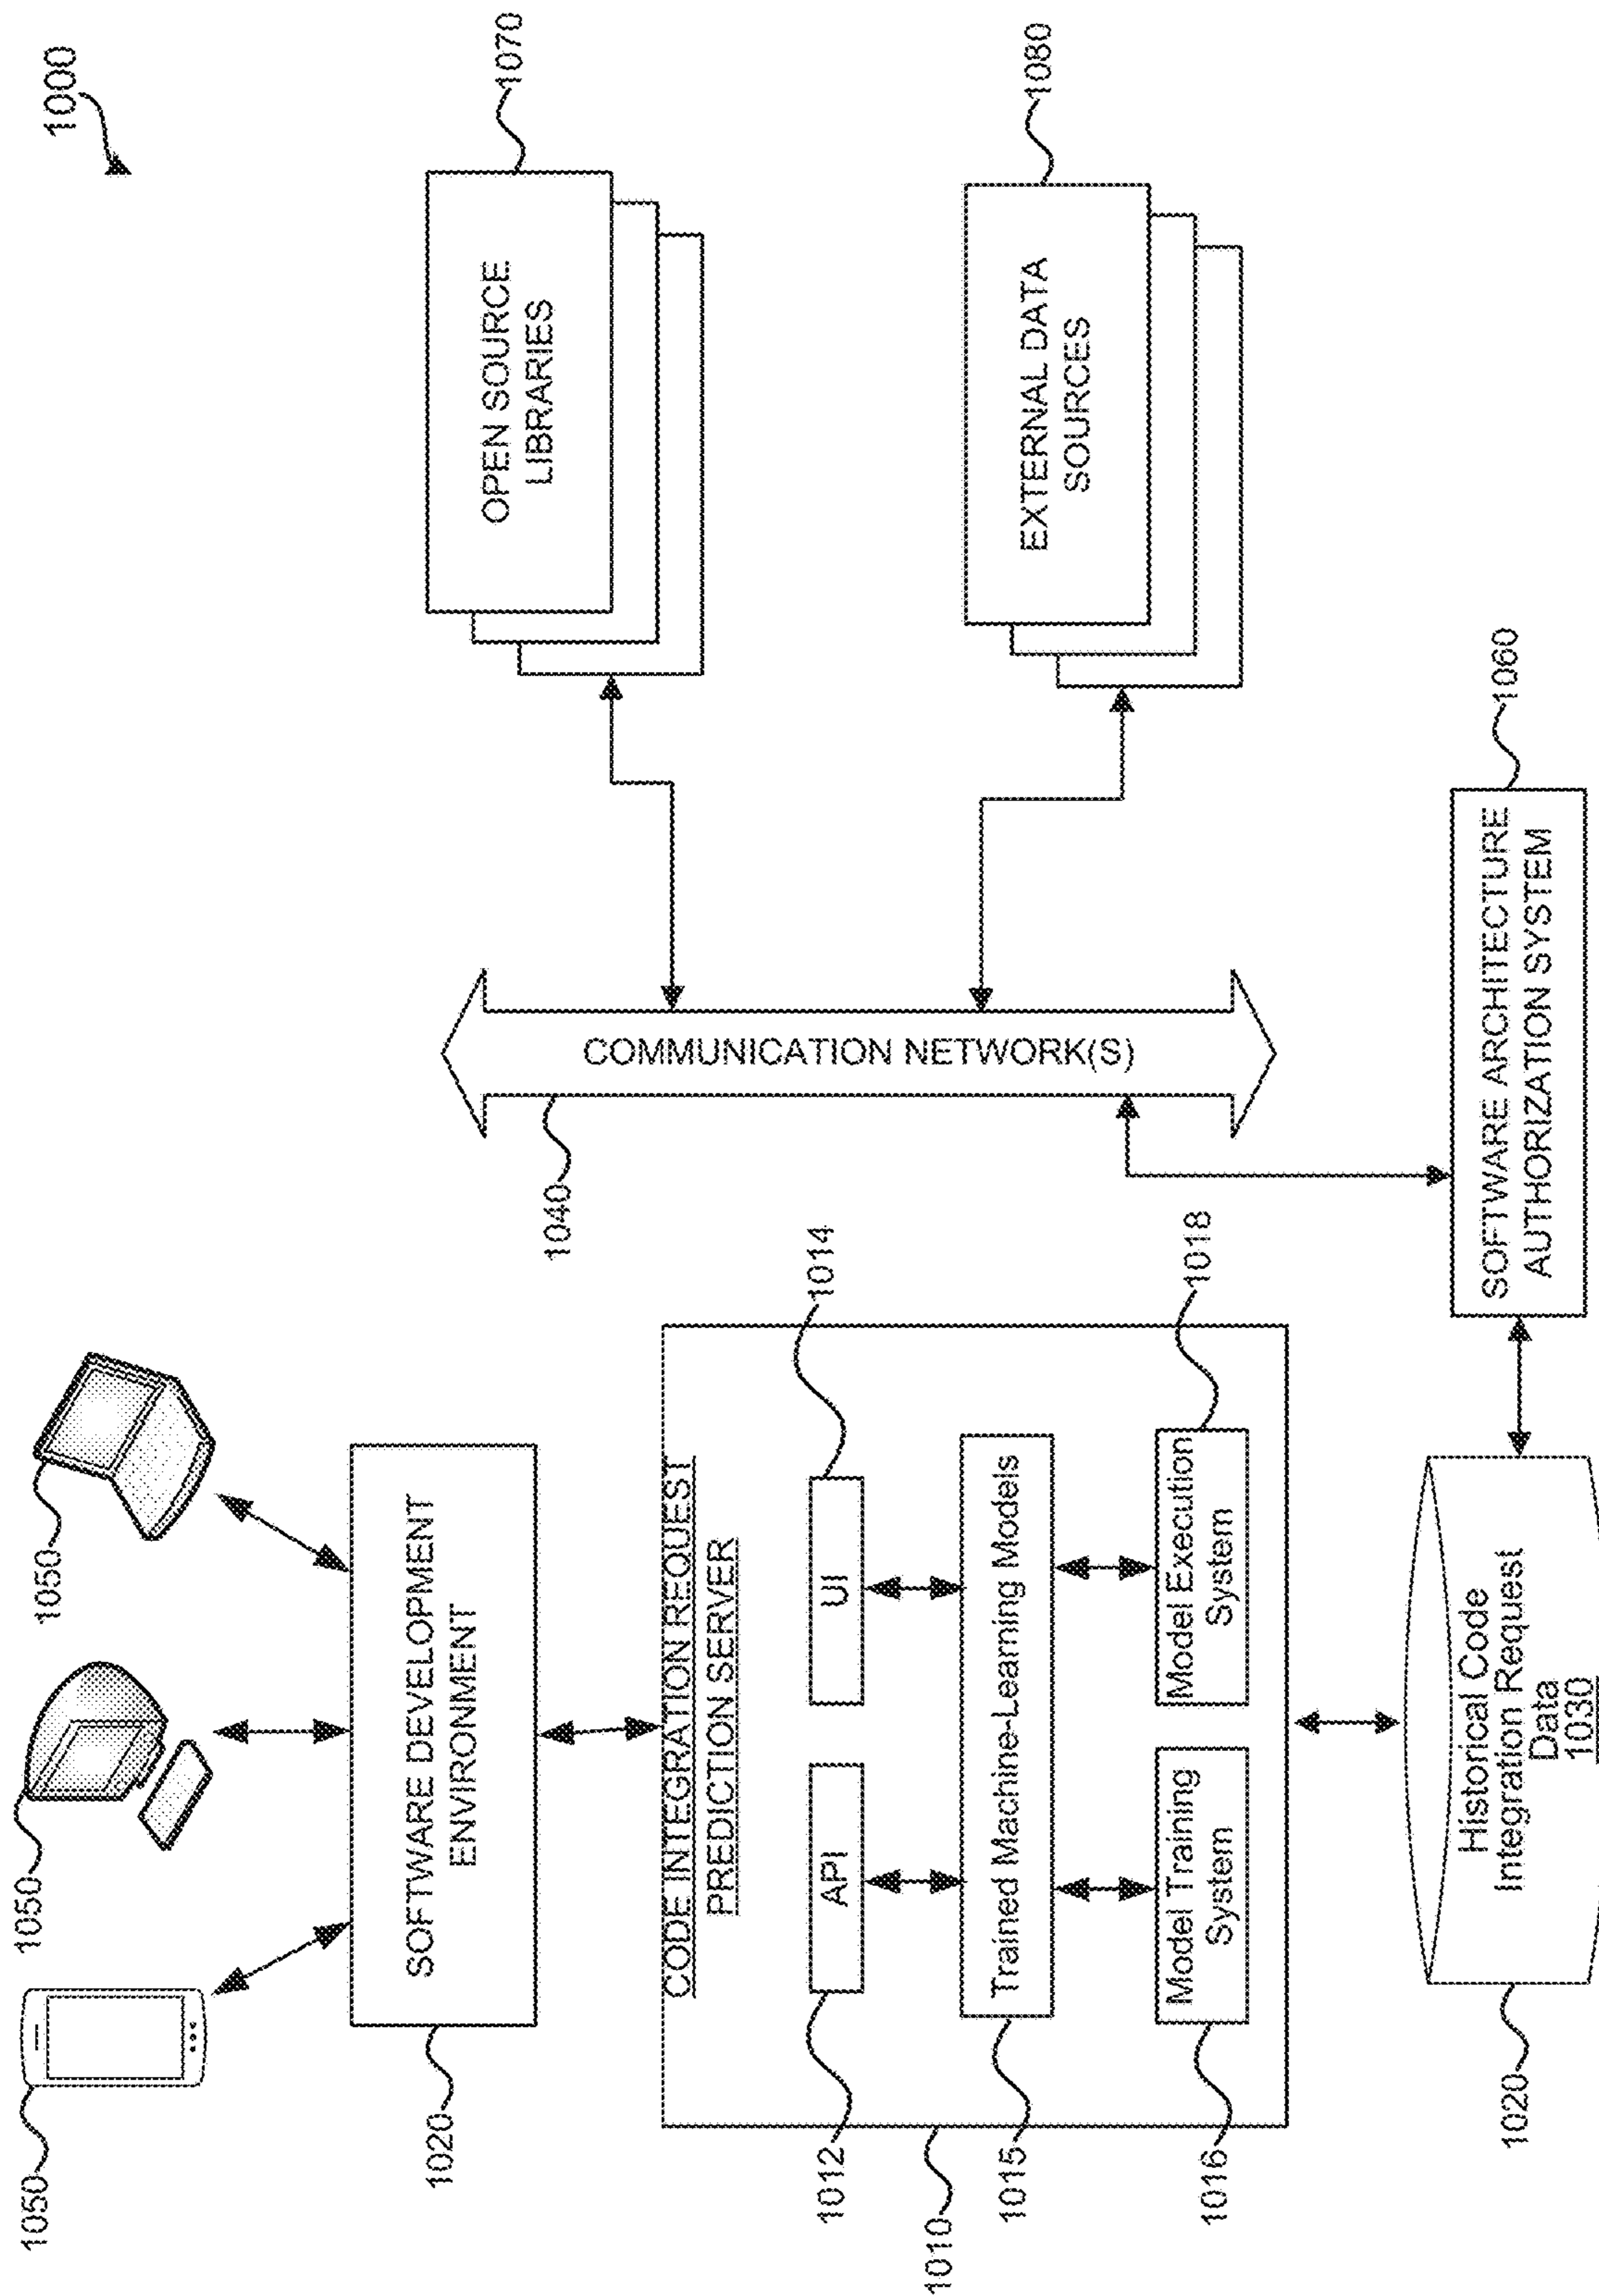 1000
1050
1050
1050
SOFTWARE DEVELOPMENT
ENVIRONMENT
1020
OPEN SOURCE
LIBRARIES
1070
CODE INTEGRATION REQUEST
PREDICTION SERVER
1010
API
1012
UI
1014
Trained Machine-Learning Models
1015
Model Training
System
1016
Model Execution
System
1018
COMMUNICATION NETWORK(S)
1040
EXTERNAL DATA
SOURCES
1080
Historical Code
Integration Request
Data
1030
1020
SOFTWARE ARCHITECTURE
AUTHORIZATION SYSTEM
1060